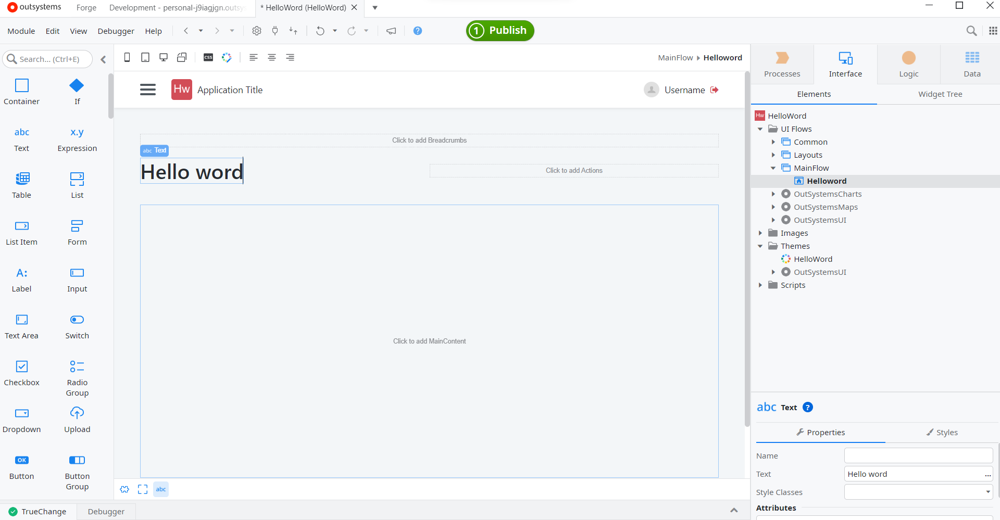 outsystems
Forge
Development - personal-j9iagjgn.outsy
* HelloWord (HelloWord)
Module Edit View Debugger Help
1 Publish
Search... (Ctrl+E)
css
MainFlow Helloword
Processes
Interface
Logic
Data
Container
If
Hw Application Title
Username
Elements
Widget Tree
abc
Text
x.y
Expression
Table
List
List Item
Form
A:
Label
Input
Text Area
Switch
Checkbox
Radio
Group
Dropdown
Upload
OK
Button
Button
Group
Click to add Breadcrumbs
abc Text
Hello word
Click to add Actions
Click to add MainContent
abc
Hw HelloWord
UI Flows
Common
Layouts
MainFlow
Helloword
OutSystemsCharts
OutSystemsMaps
OutSystemsUI
Images
Themes
HelloWord
OutSystemsUI
Scripts
abc Text ?
Properties
Styles
Name
Text Hello word ...
Style Classes
Attributes
TrueChange
Debugger